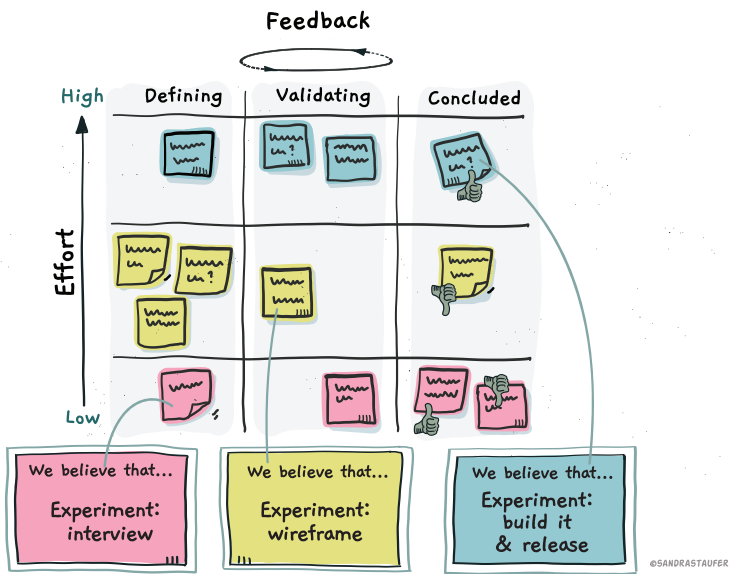 Feedback
High
Defining
Validating
Concluded
Effort
Low
?
?
?
?
We believe that...
Experiment:
interview
We believe that...
Experiment:
wireframe
We believe that...
Experiment:
build it
& release
©SANDRASTAUFER